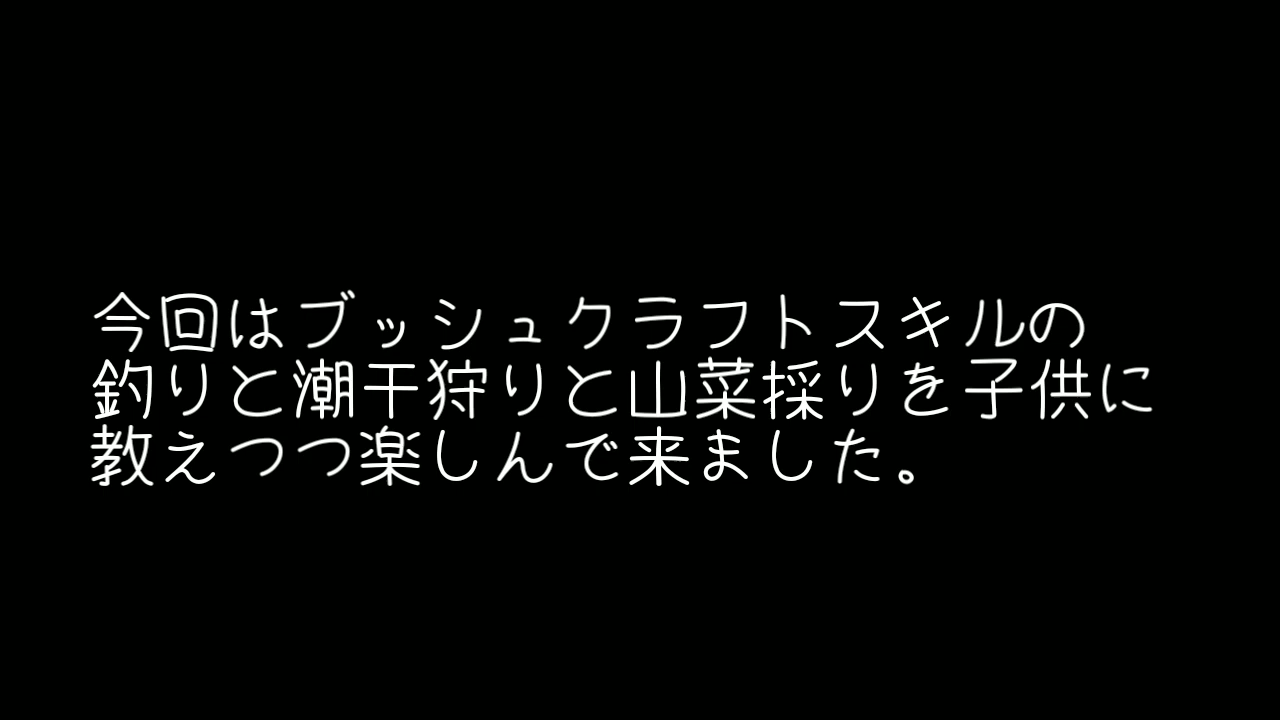 今回はブッシュクラフトスキルの
釣りと潮干狩りと山菜採りを子供に
教えつつ楽しんで来ました。